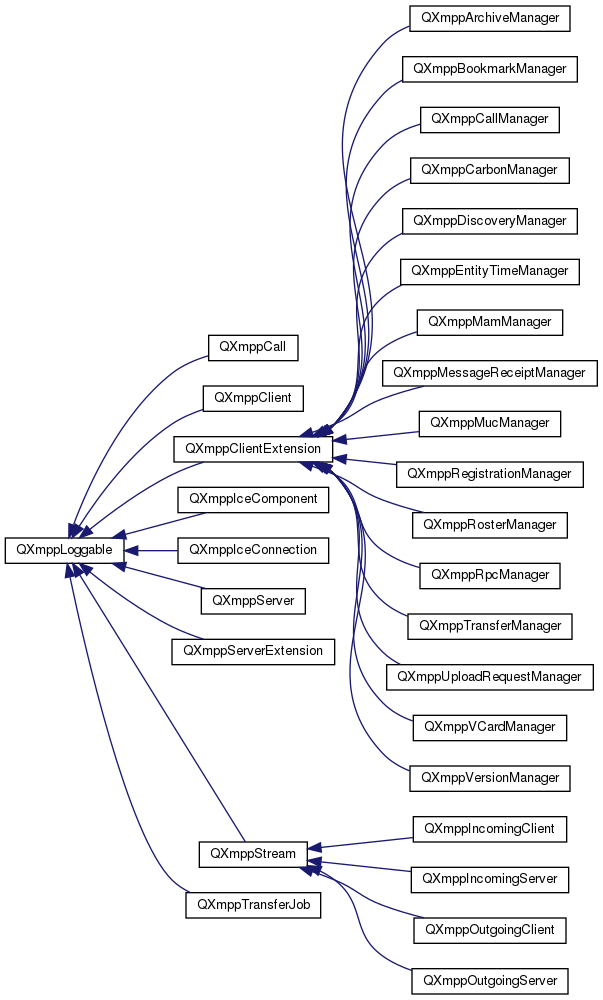 QXmppArchiveManager
QXmppBookmarkManager
QXmppCallManager
QXmppCarbonManager
QXmppDiscoveryManager
QXmppEntityTimeManager
QXmppMamManager
QXmppCall
QXmppMessageReceiptManager
QXmppClient
QXmppMucManager
QXmppClientExtension
QXmppRegistrationManager
QXmppIceComponent
QXmppRosterManager
QXmppLoggable
QXmppIceConnection
QXmppRpcManager
QXmppServer
QXmppTransferManager
QXmppServerExtension
QXmppUploadRequestManager
QXmppVCardManager
QXmppVersionManager
QXmppIncomingClient
QXmppStream
QXmppIncomingServer
QXmppTransferJob
QXmppOutgoingClient
QXmppOutgoingServer